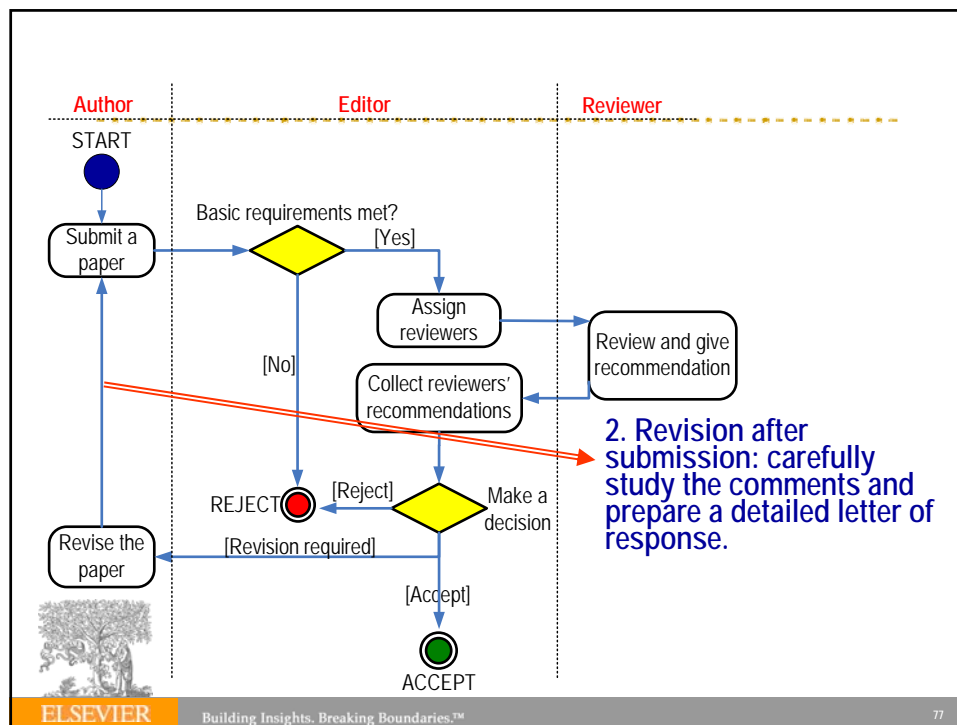 Author
Editor
Reviewer
START
Basic requirements met?
Submit a
paper
[Yes]
Assign
reviewers
Review and give
recommendation
[No]
Collect reviewers'
recommendations
2. Revision after
submission: carefully
study the comments and
prepare a detailed letter of
response.
REJECT
[Reject]
Make a
decision
Revise the
paper
[Revision required]
[Accept]
ACCEPT
ELSEVIER
Building Insights. Breaking Boundaries.™
77